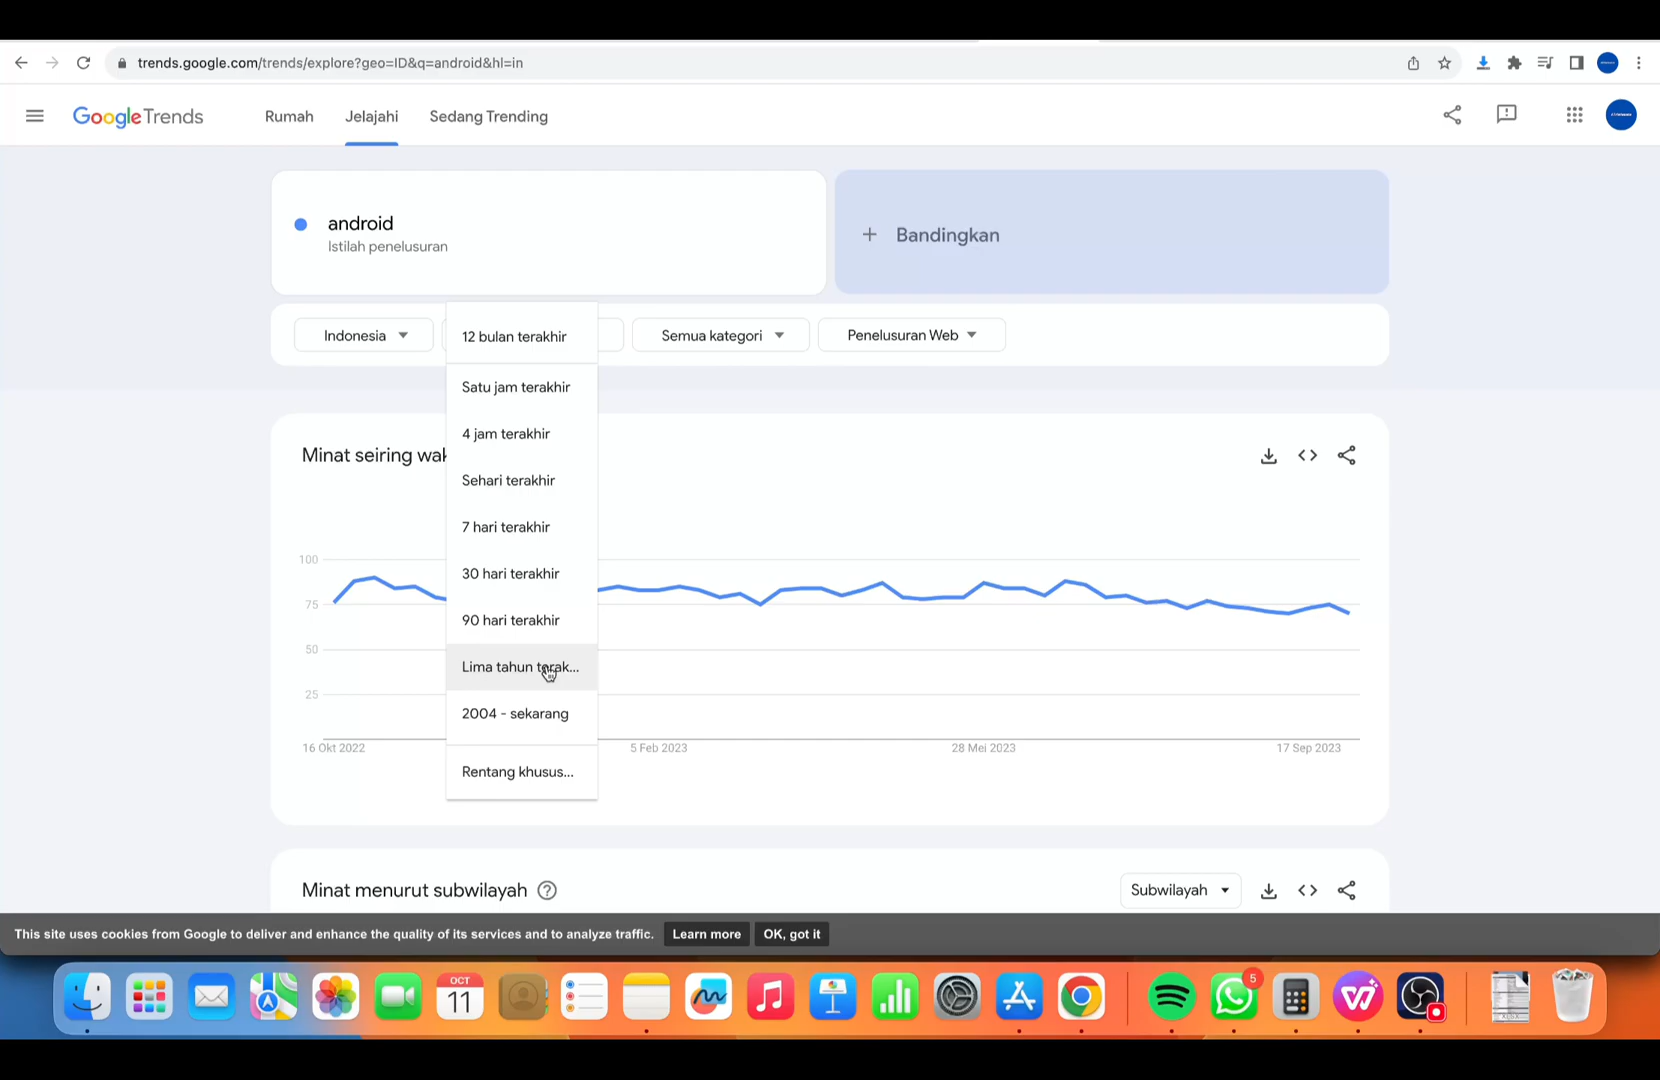 trends.google.com/trends/explore?geo=ID&q=android&hl=in
Google Trends
Rumah
Jelajahi
Sedang Trending
android
Istilah penelusuran
+ Bandingkan
Indonesia
12 bulan terakhir
Semua kategori
Penelusuran Web
Satu jam terakhir
4 jam terakhir
Sehari terakhir
7 hari terakhir
30 hari terakhir
90 hari terakhir
Lima tahun terak...
2004 - sekarang
Rentang khusus...
Minat seiring wak
100
75
50
25
16 Okt 2022
5 Feb 2023
28 Mei 2023
17 Sep 2023
Minat menurut subwilayah
Subwilayah
This site uses cookies from Google to deliver and enhance the quality of its services and to analyze traffic.
Learn more
OK, got it
OCT
11
5